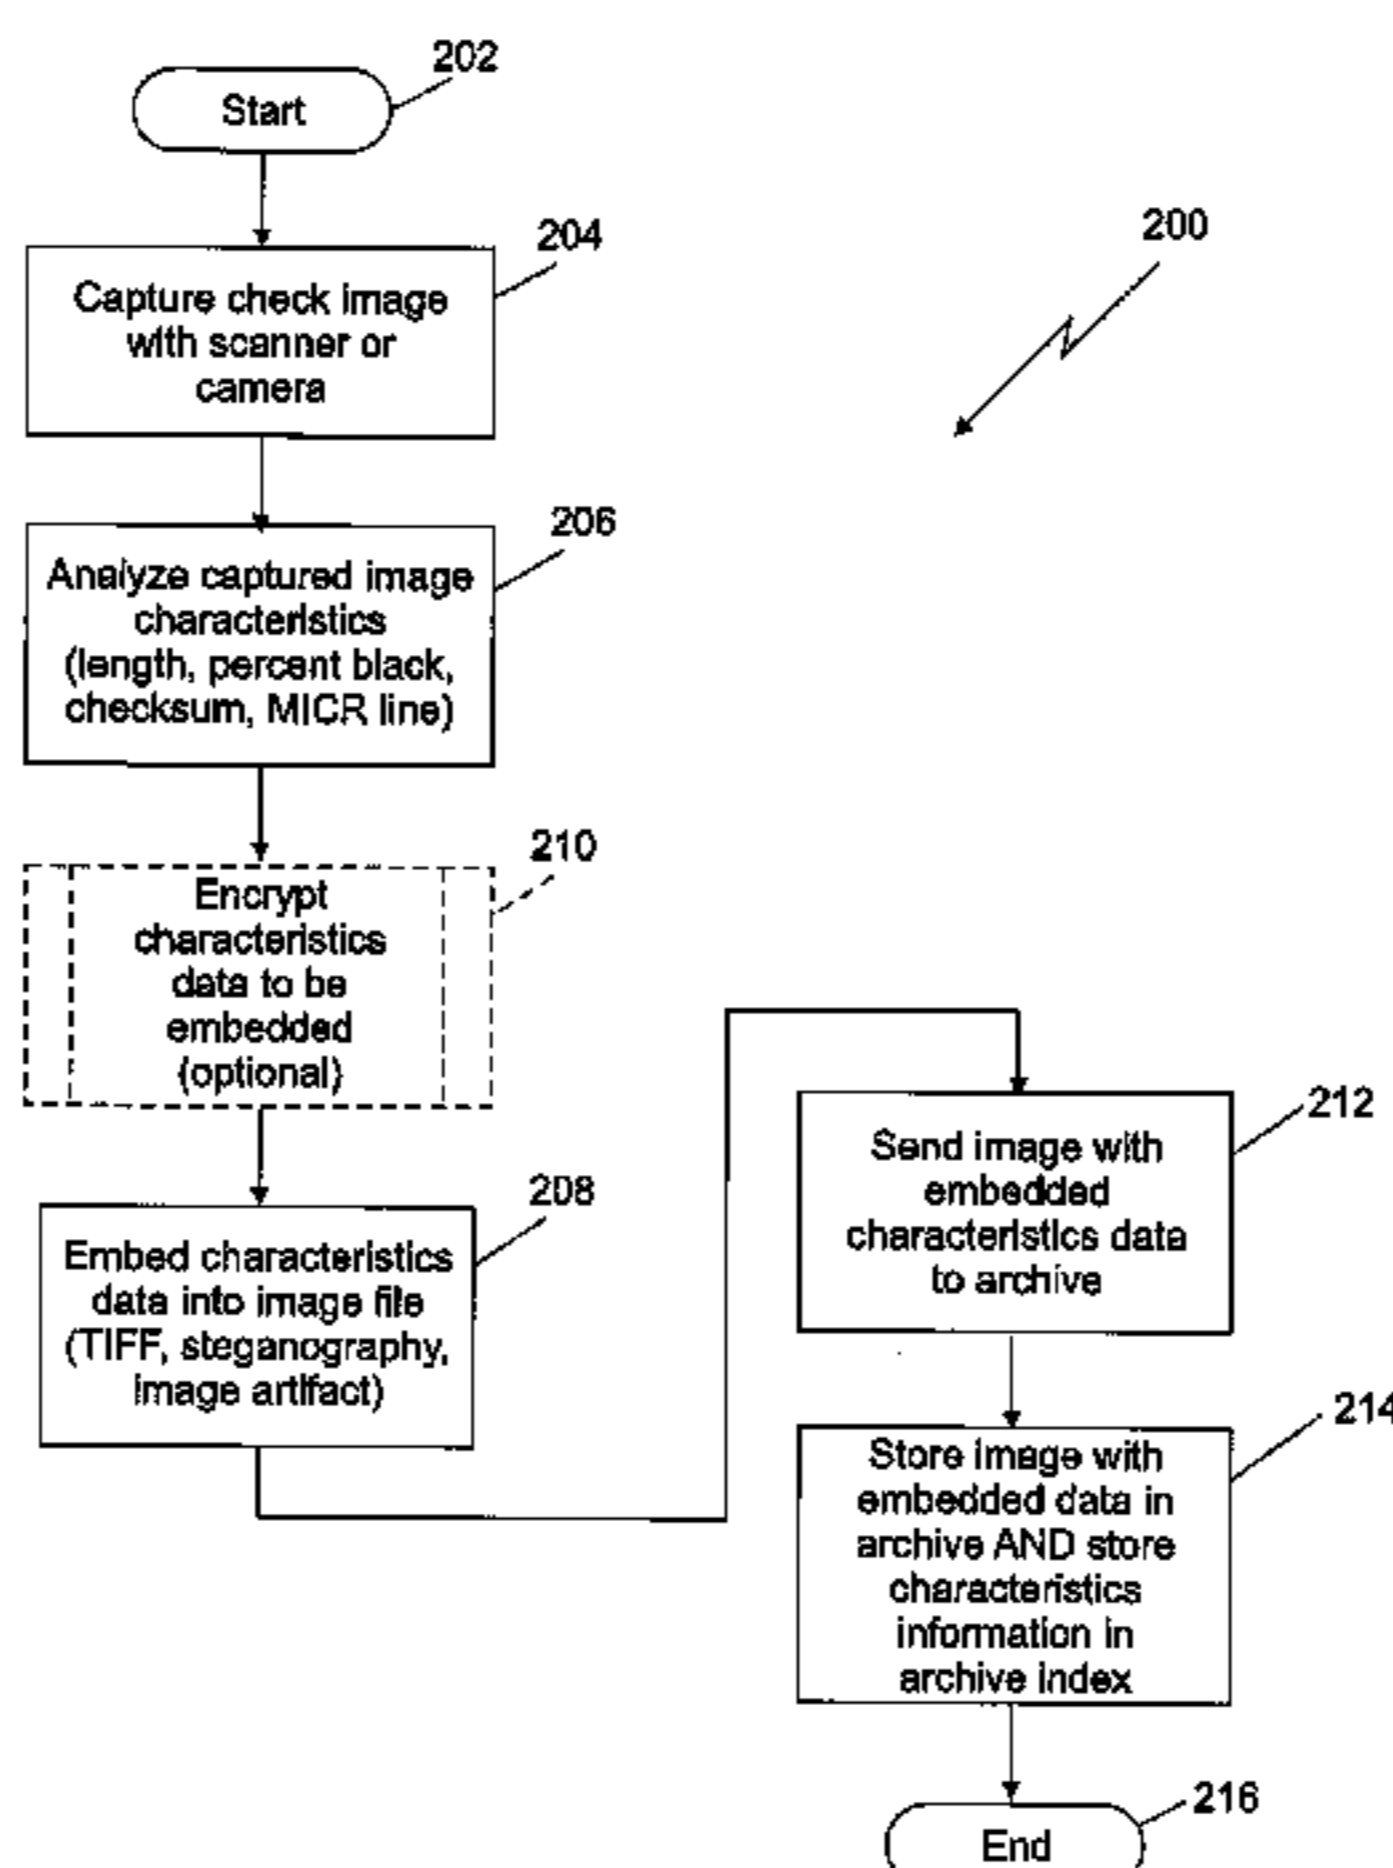 202
Start
204
Capture check image
with scanner or
camera
200
206
Analyze captured image
characteristics
(length, percent black,
checksum, MICR line)
210
Encrypt
characteristics
data to be
embedded
(optional)
208
Embed characteristics
data into image file
(TIFF, steganography,
image artifact)
212
Send image with
embedded
characteristics data
to archive
214
Store image with
embedded data in
archive AND store
characteristics
information in
archive index
216
End